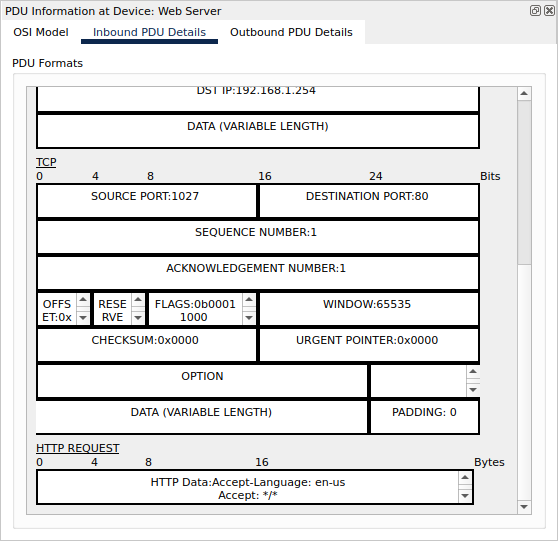 PDU Information at Device: Web Server
OSI Model Inbound PDU Details Outbound PDU Details
PDU Formats
DST IP:192.168.1.254
DATA (VARIABLE LENGTH)
TCP
0 4 8 16 24 Bits
SOURCE PORT:1027 DESTINATION PORT:80
SEQUENCE NUMBER:1
ACKNOWLEDGEMENT NUMBER:1
OFFS RESE FLAGS:0b0001 WINDOW:65535
ET:0x RVE 1000
CHECKSUM:0x0000 URGENT POINTER:0x0000
OPTION
DATA (VARIABLE LENGTH) PADDING: 0
HTTP REQUEST
0 4 8 16 Bytes
HTTP Data:Accept-Language: en-us
Accept: */*